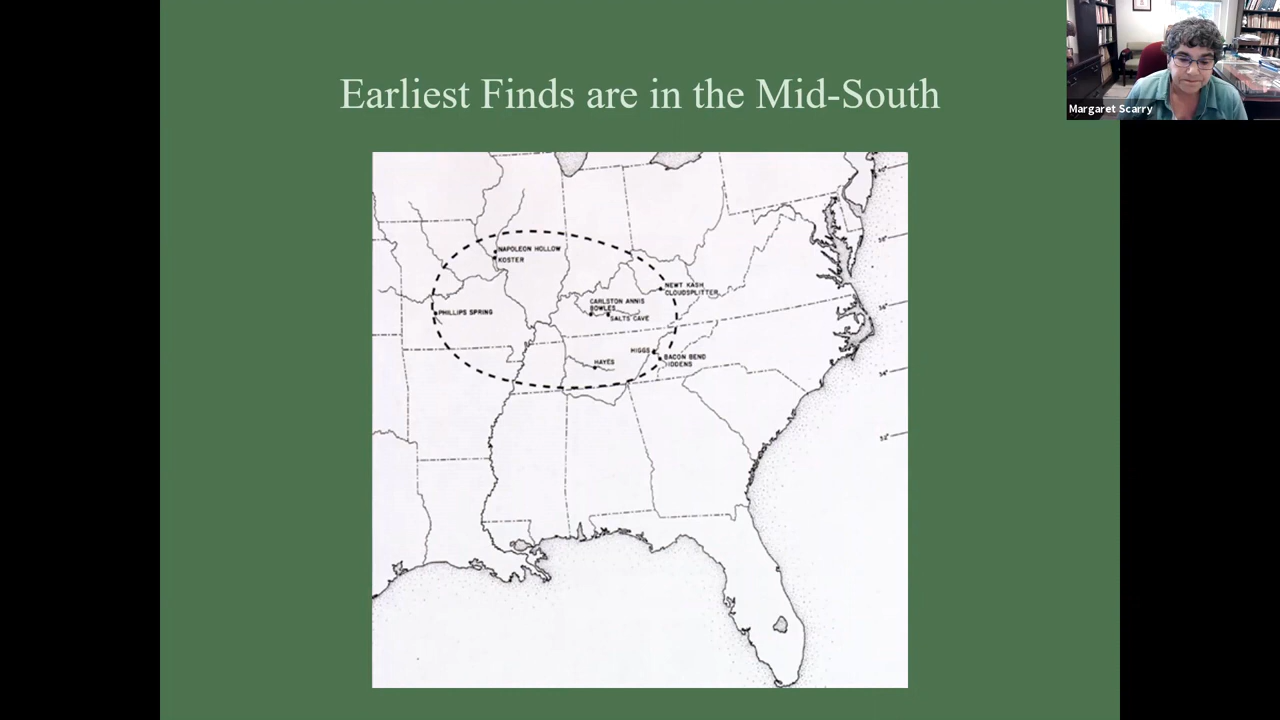 Earliest Finds are in the Mid-South
Margaret Scarry
NAPOLEON HOLLOW
KOSTER
NEWT KASH
CLOUDSPLITTER
CARLSTON ANNIS
BOWLES
SALTS CAVE
PHILLIPS SPRING
HIGGS
BACON BEND
IDDENS
HAYES